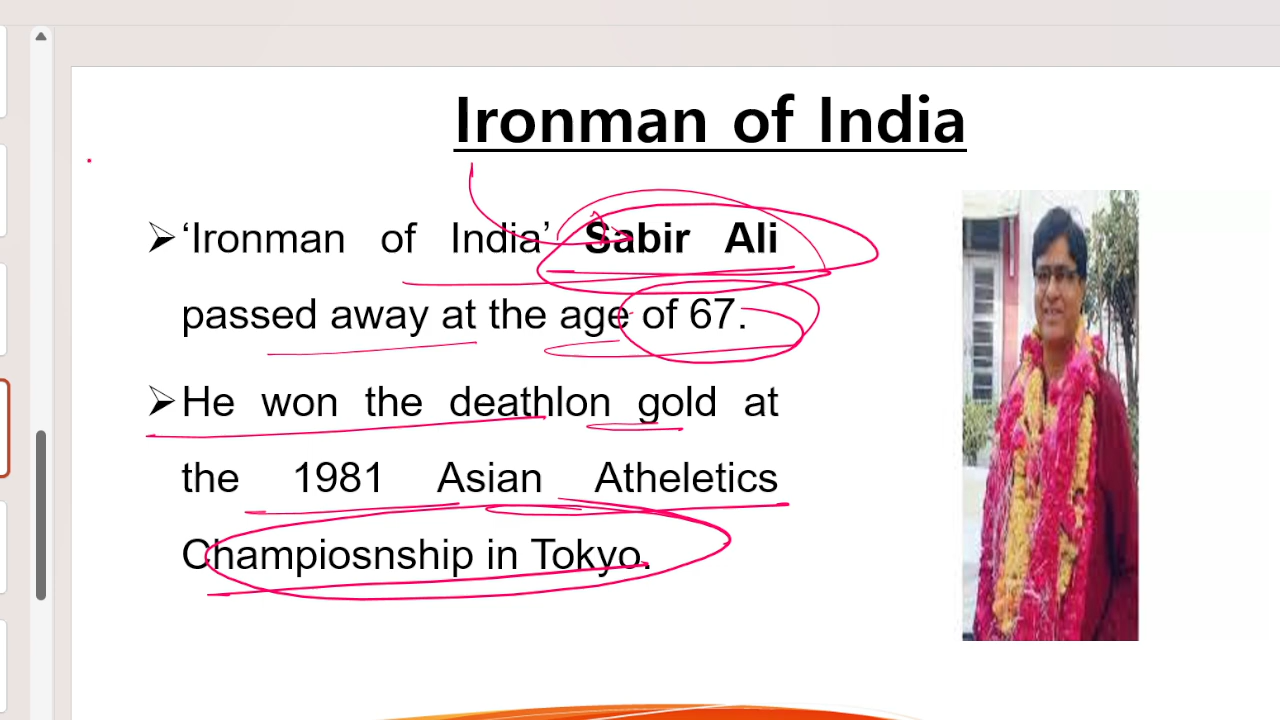 Ironman of India
‘Ironman of India’ Sabir Ali
passed away at the age of 67.
He won the deathlon gold at
the 1981 Asian Atheletics
Champiosnship in Tokyo.